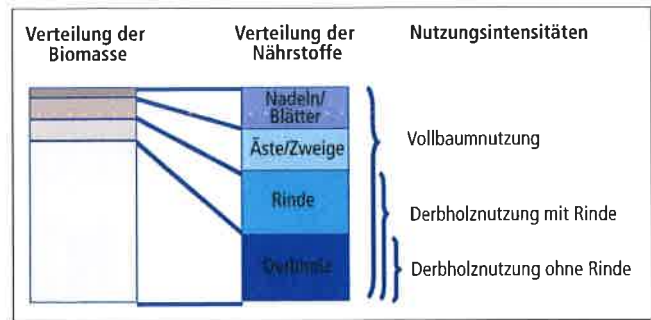 Verteilung der
Biomasse
Verteilung der
Nährstoffe
Nutzungsintensitäten
Nadeln/
Blätter
Äste/Zweige
Rinde
Derbholz
Vollbaumnutzung
Derbholznutzung mit Rinde
Derbholznutzung ohne Rinde